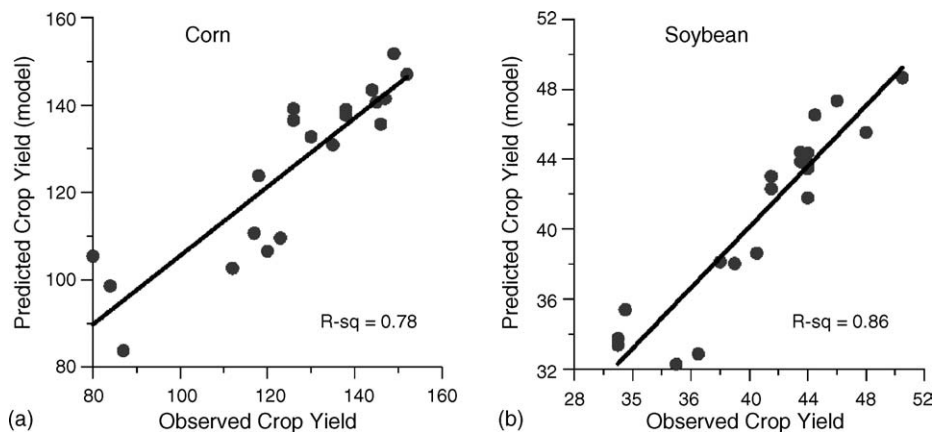 Corn
Predicted Crop Yield (model)
160
140
120
100
80
80
100
120
140
160
R-sq = 0.78
(a)
Observed Crop Yield
Soybean
Predicted Crop Yield (model)
52
48
44
40
36
32
28
35
36
40
44
48
52
R-sq = 0.86
(b)
Observed Crop Yield